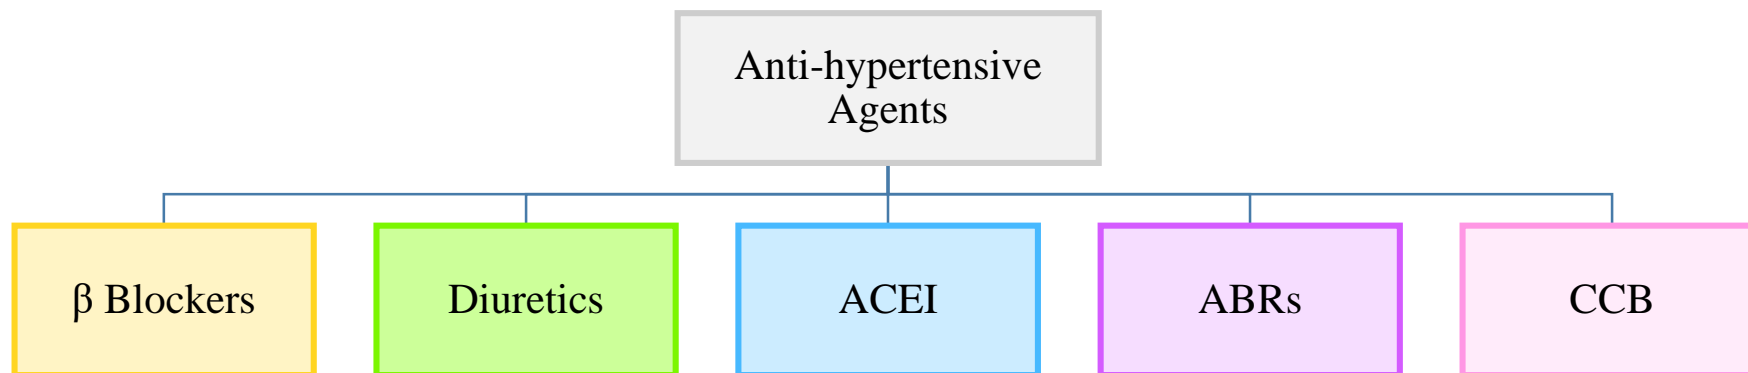 Anti-hypertensive
Agents
β Blockers
Diuretics
ACEI
ABRs
CCB